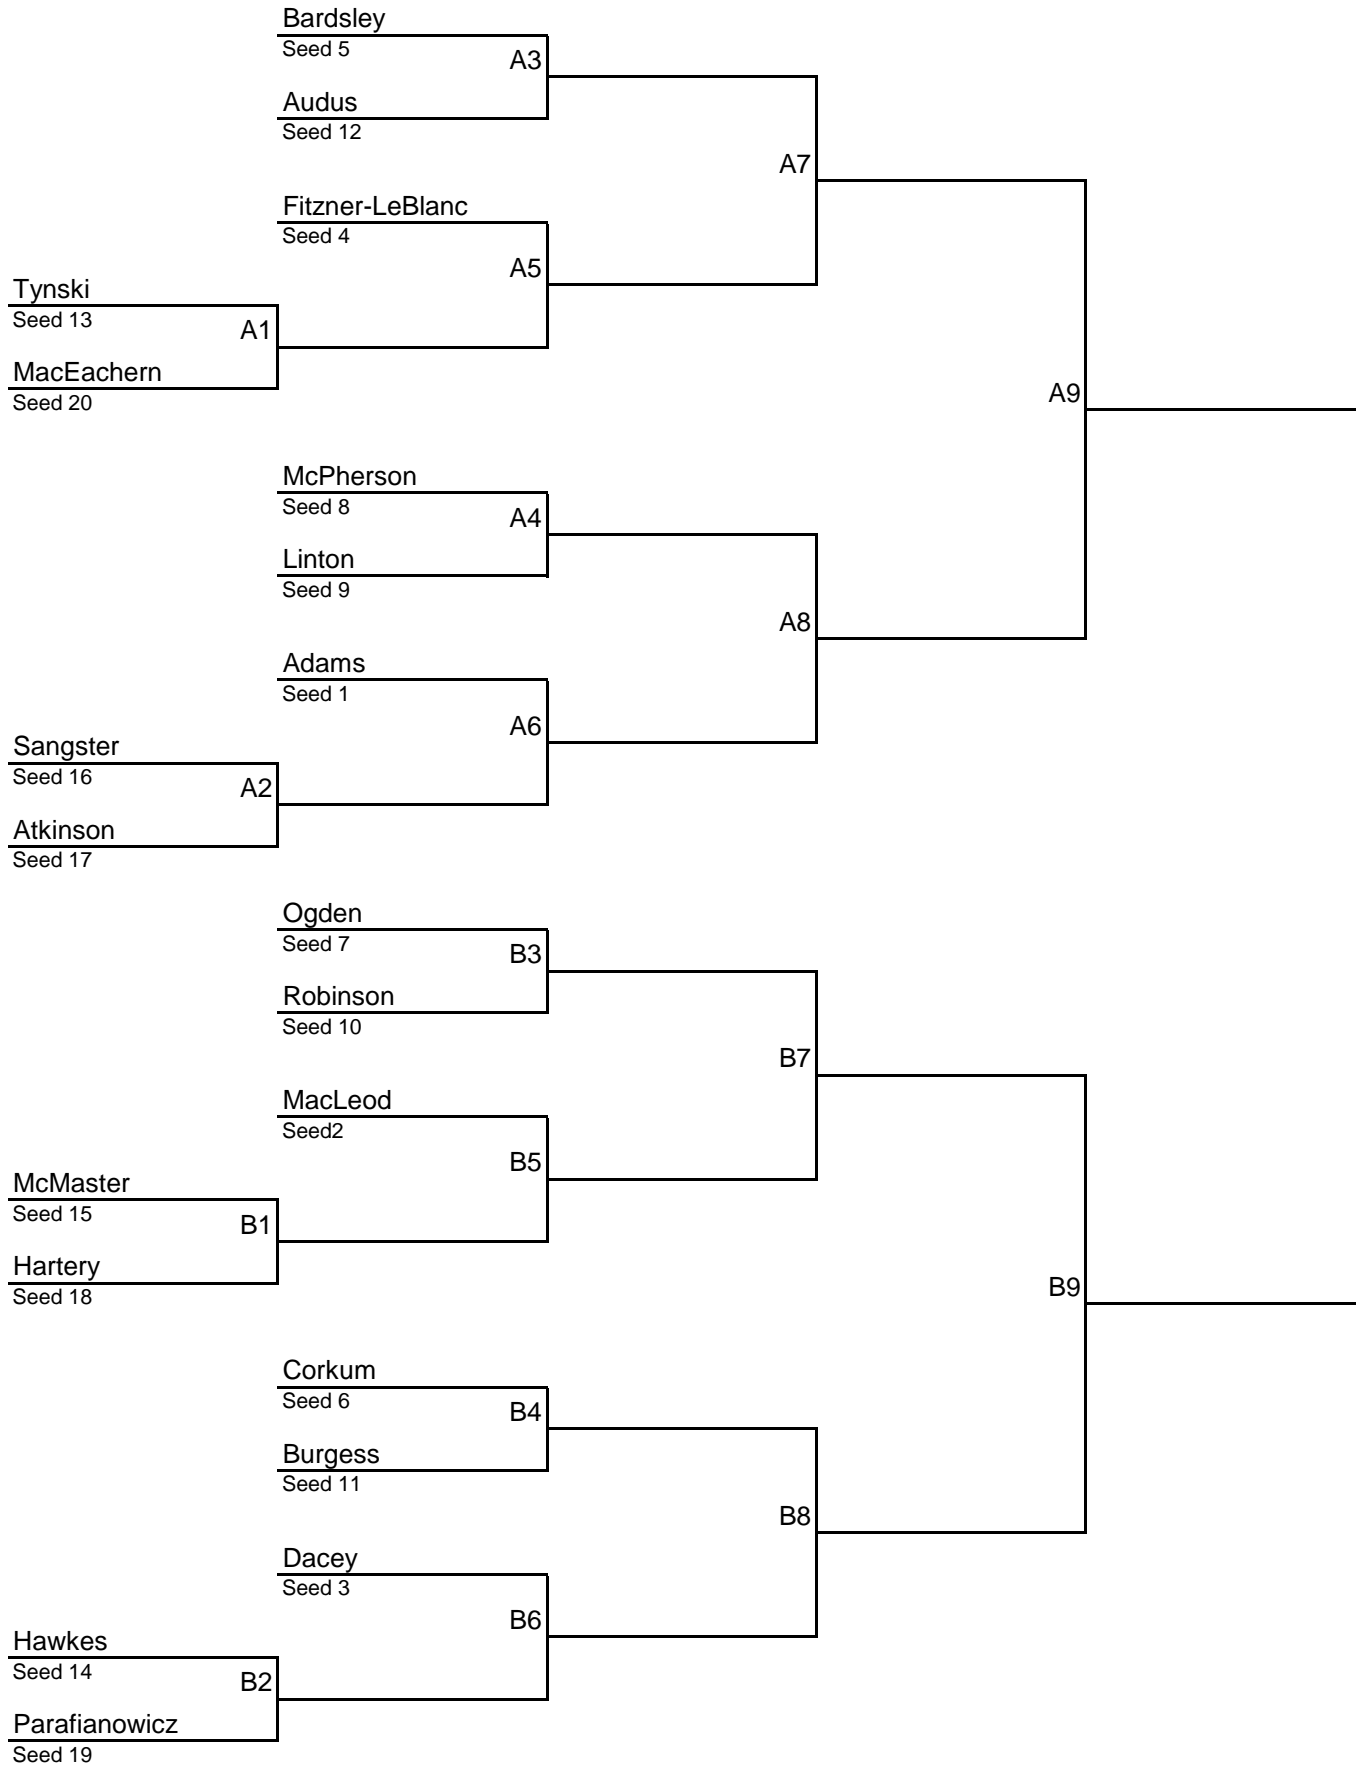 Bardsley
Seed 5
A3
Audus
Seed 12
A7
Fitzner-LeBlanc
Seed 4
A5
Tynski
Seed 13
A1
MacEachern
Seed 20
A9
McPherson
Seed 8
A4
Linton
Seed 9
A8
Adams
Seed 1
A6
Sangster
Seed 16
A2
Atkinson
Seed 17
Ogden
Seed 7
B3
Robinson
Seed 10
B7
MacLeod
Seed2
B5
McMaster
Seed 15
B1
Hartery
Seed 18
B9
Corkum
Seed 6
B4
Burgess
Seed 11
B8
Dacey
Seed 3
B6
Hawkes
Seed 14
B2
Parafianowicz
Seed 19